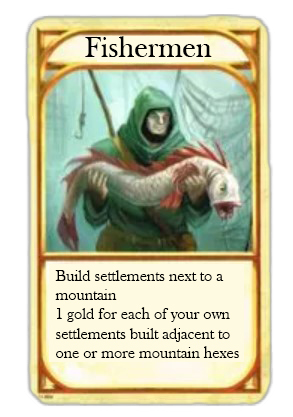 Fishermen
Build settlements next to a
mountain
1 gold for each of your own
settlements built adjacent to
one or more mountain hexes